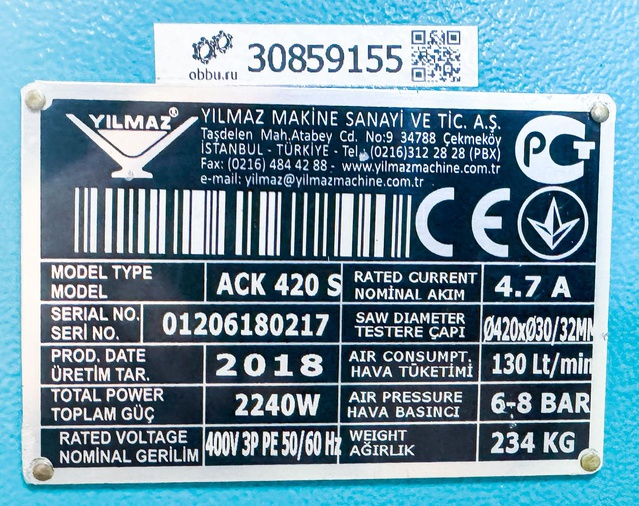 obbu.ru 30859155
YILMAZ®
YILMAZ MAKİNE SANAYİ VE TİC. A.Ş.
Taşdelen Mah.Atabey Cd. No:9 34788 Çekmeköy
İSTANBUL - TÜRKİYE - Tel.:(0216)312 28 28 (PBX)
Fax: (0216) 484 42 88 - www.yilmazmachine.com.tr
e-mail: yilmaz@yilmazmachine.com.tr
PCT
CE
MODEL TYPE
MODEL
ACK 420 S
RATED CURRENT
NOMİNAL AKIM
4.7 A
SERIAL NO.
SERİ NO.
01206180217
SAW DIAMETER
TESTERE ÇAPI
Ø420xØ30/32MM
PROD. DATE
ÜRETİM TAR.
2018
AIR CONSUMPT.
HAVA TÜKETİMİ
130 Lt/min
TOTAL POWER
TOPLAM GÜÇ
2240W
AIR PRESSURE
HAVA BASINCI
6-8 BAR
RATED VOLTAGE
NOMİNAL GERİLİM
400V 3P PE 50/60 Hz
WEIGHT
AĞIRLIK
234 KG